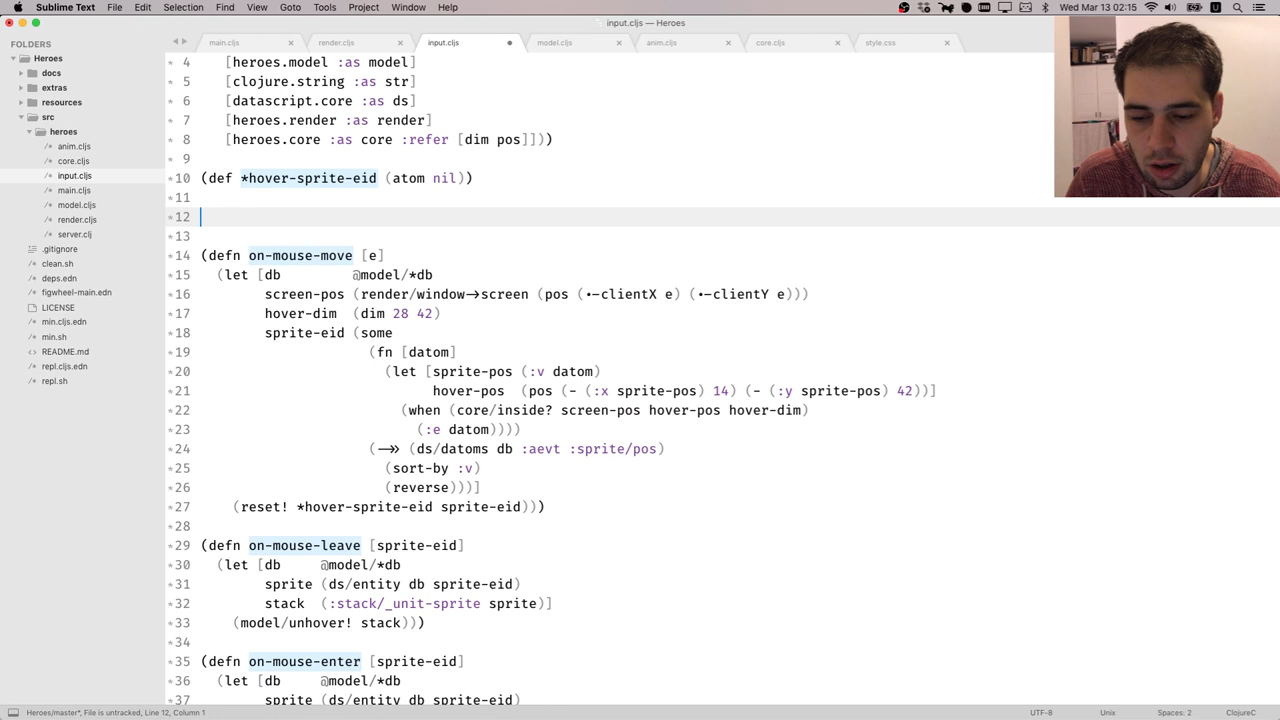 Sublime Text File Edit Selection Find View Goto Tools Project Window Help
Wed Mar 13 02:15
input.cljs — Heroes
FOLDERS
Heroes
docs
extras
resources
src
heroes
anim.cljs
core.cljs
input.cljs
main.cljs
model.cljs
render.cljs
server.clj
.gitignore
clean.sh
deps.edn
figwheel-main.edn
LICENSE
min.cljs.edn
min.sh
README.md
repl.cljs.edn
repl.sh
main.cljs render.cljs input.cljs model.cljs anim.cljs core.cljs style.css
4 [heroes.model :as model]
5 [clojure.string :as str]
6 [datascript.core :as ds]
7 [heroes.render :as render]
8 [heroes.core :as core :refer [dim pos]]))
9
10 (def *hover-sprite-eid (atom nil))
11
12
13
14 (defn on-mouse-move [e]
15 (let [db @model/*db
16 screen-pos (render/window->screen (pos (.-clientX e) (.-clientY e)))
17 hover-dim (dim 28 42)
18 sprite-eid (some
19 (fn [datom]
20 (let [sprite-pos (:v datom)
21 hover-pos (pos (- (:x sprite-pos) 14) (- (:y sprite-pos) 42))]
22 (when (core/inside? screen-pos hover-pos hover-dim)
23 (:e datom))))
24 (->> (ds/datoms db :aevt :sprite/pos)
25 (sort-by :v)
26 (reverse)))]
27 (reset! *hover-sprite-eid sprite-eid)))
28
29 (defn on-mouse-leave [sprite-eid]
30 (let [db @model/*db
31 sprite (ds/entity db sprite-eid)
32 stack (:stack/_unit-sprite sprite)]
33 (model/unhover! stack)))
34
35 (defn on-mouse-enter [sprite-eid]
36 (let [db @model/*db
37 sprite (ds/entity db sprite-eid)
Heroes/master*, File is untracked, Line 12, Column 1
UTF-8 Unix Spaces: 2 ClojureC